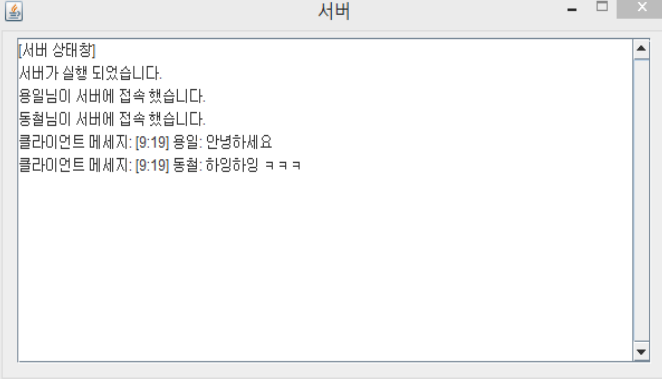 서버
[서버 상태창]
서버가 실행 되었습니다.
용일님이 서버에 접속 했습니다.
동철님이 서버에 접속 했습니다.
클라이언트 메세지: [9:19] 용일: 안녕하세요
클라이언트 메세지: [9:19] 동철: 하잉하잉 ㅋㅋㅋ